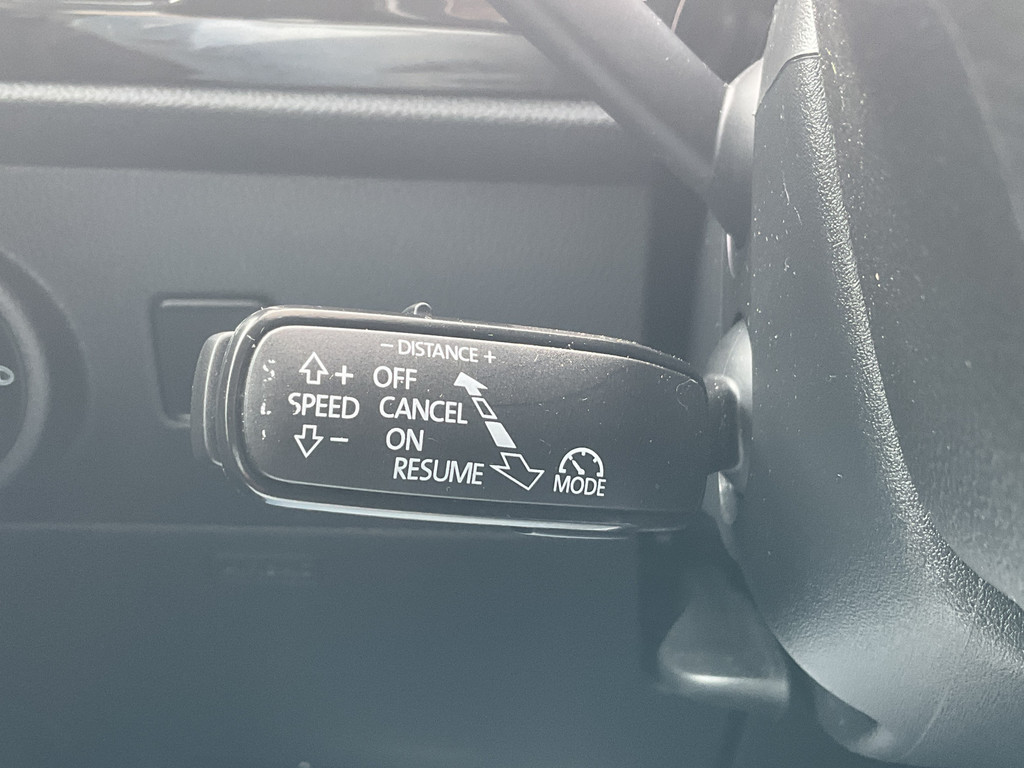 - DISTANCE +
+ OFF
SPEED CANCEL
- ON
RESUME
MODE